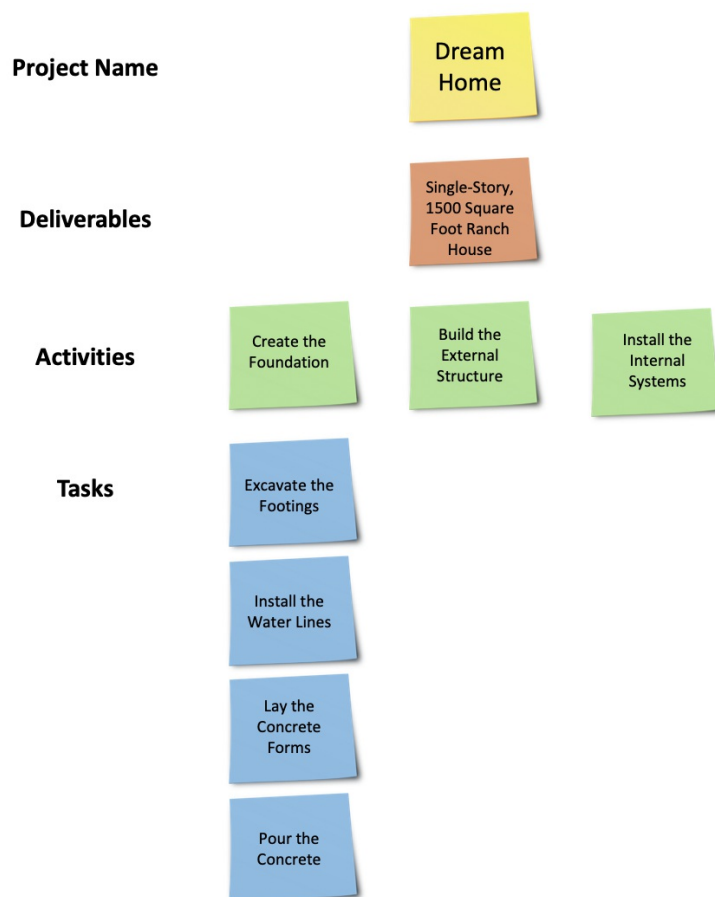 Project Name
Dream
Home
Deliverables
Single-Story,
1500 Square
Foot Ranch
House
Activities
Create the
Foundation
Build the
External
Structure
Install the
Internal
Systems
Tasks
Excavate the
Footings
Install the
Water Lines
Lay the
Concrete
Forms
Pour the
Concrete